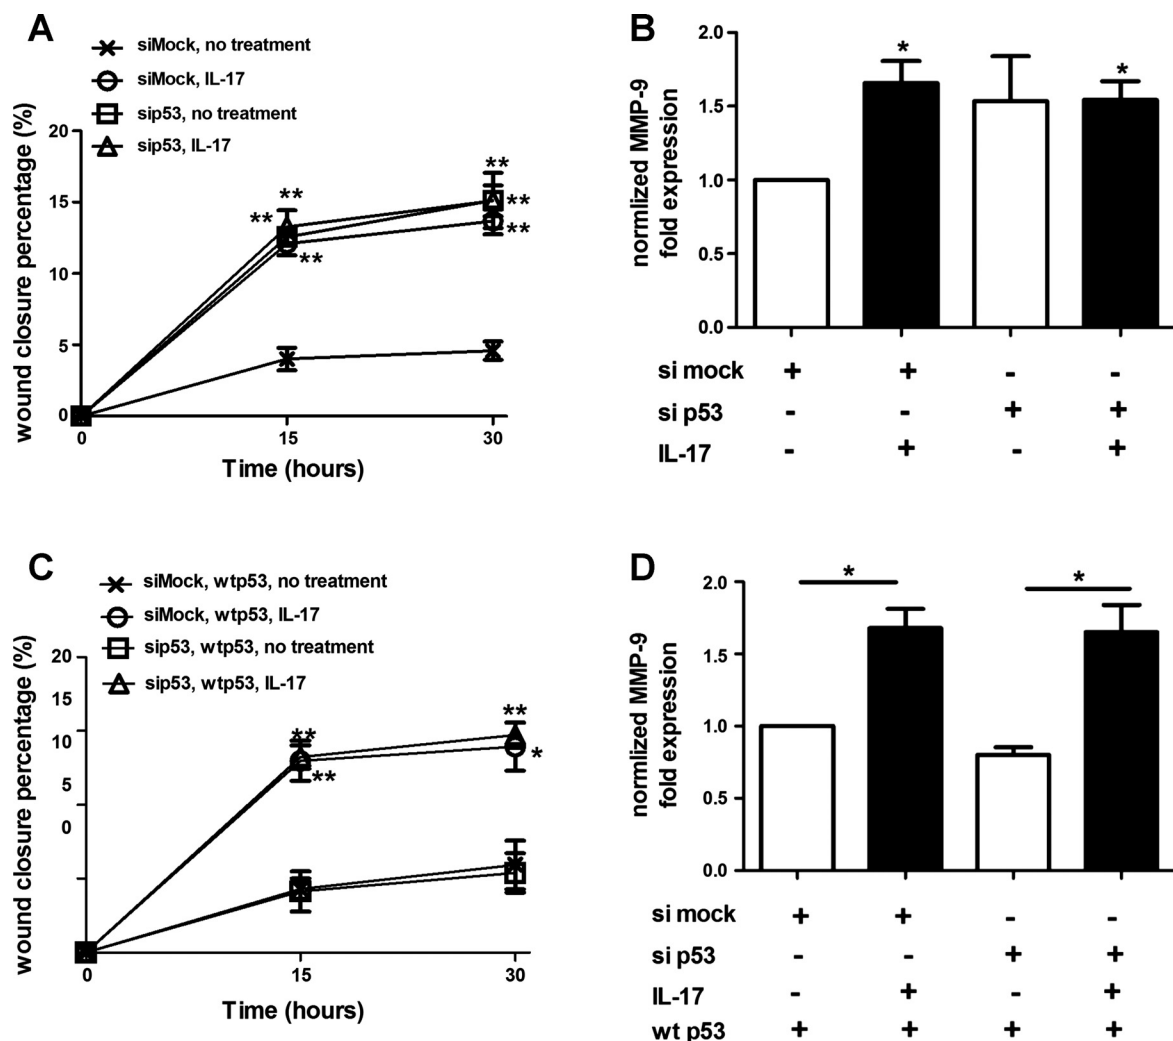 A
siMock, no treatment
siMock, IL-17
sip53, no treatment
sip53, IL-17
wound closure percentage (%)
20
15
10
5
0
** ** **
** ** **
0 15 30
Time (hours)
B
normlized MMP-9
fold expression
2.0
1.5
1.0
0.5
0.0
* *
si mock + + - -
si p53 - - + +
IL-17 - + - +
C
siMock, wtp53, no treatment
siMock, wtp53, IL-17
sip53, wtp53, no treatment
sip53, wtp53, IL-17
wound closure percentage (%)
20
15
10
5
0
** **
** *
0 15 30
Time (hours)
D
normlized MMP-9
fold expression
2.0
1.5
1.0
0.5
0.0
* *
si mock + + - -
si p53 - - + +
IL-17 - + - +
wt p53 + + + +